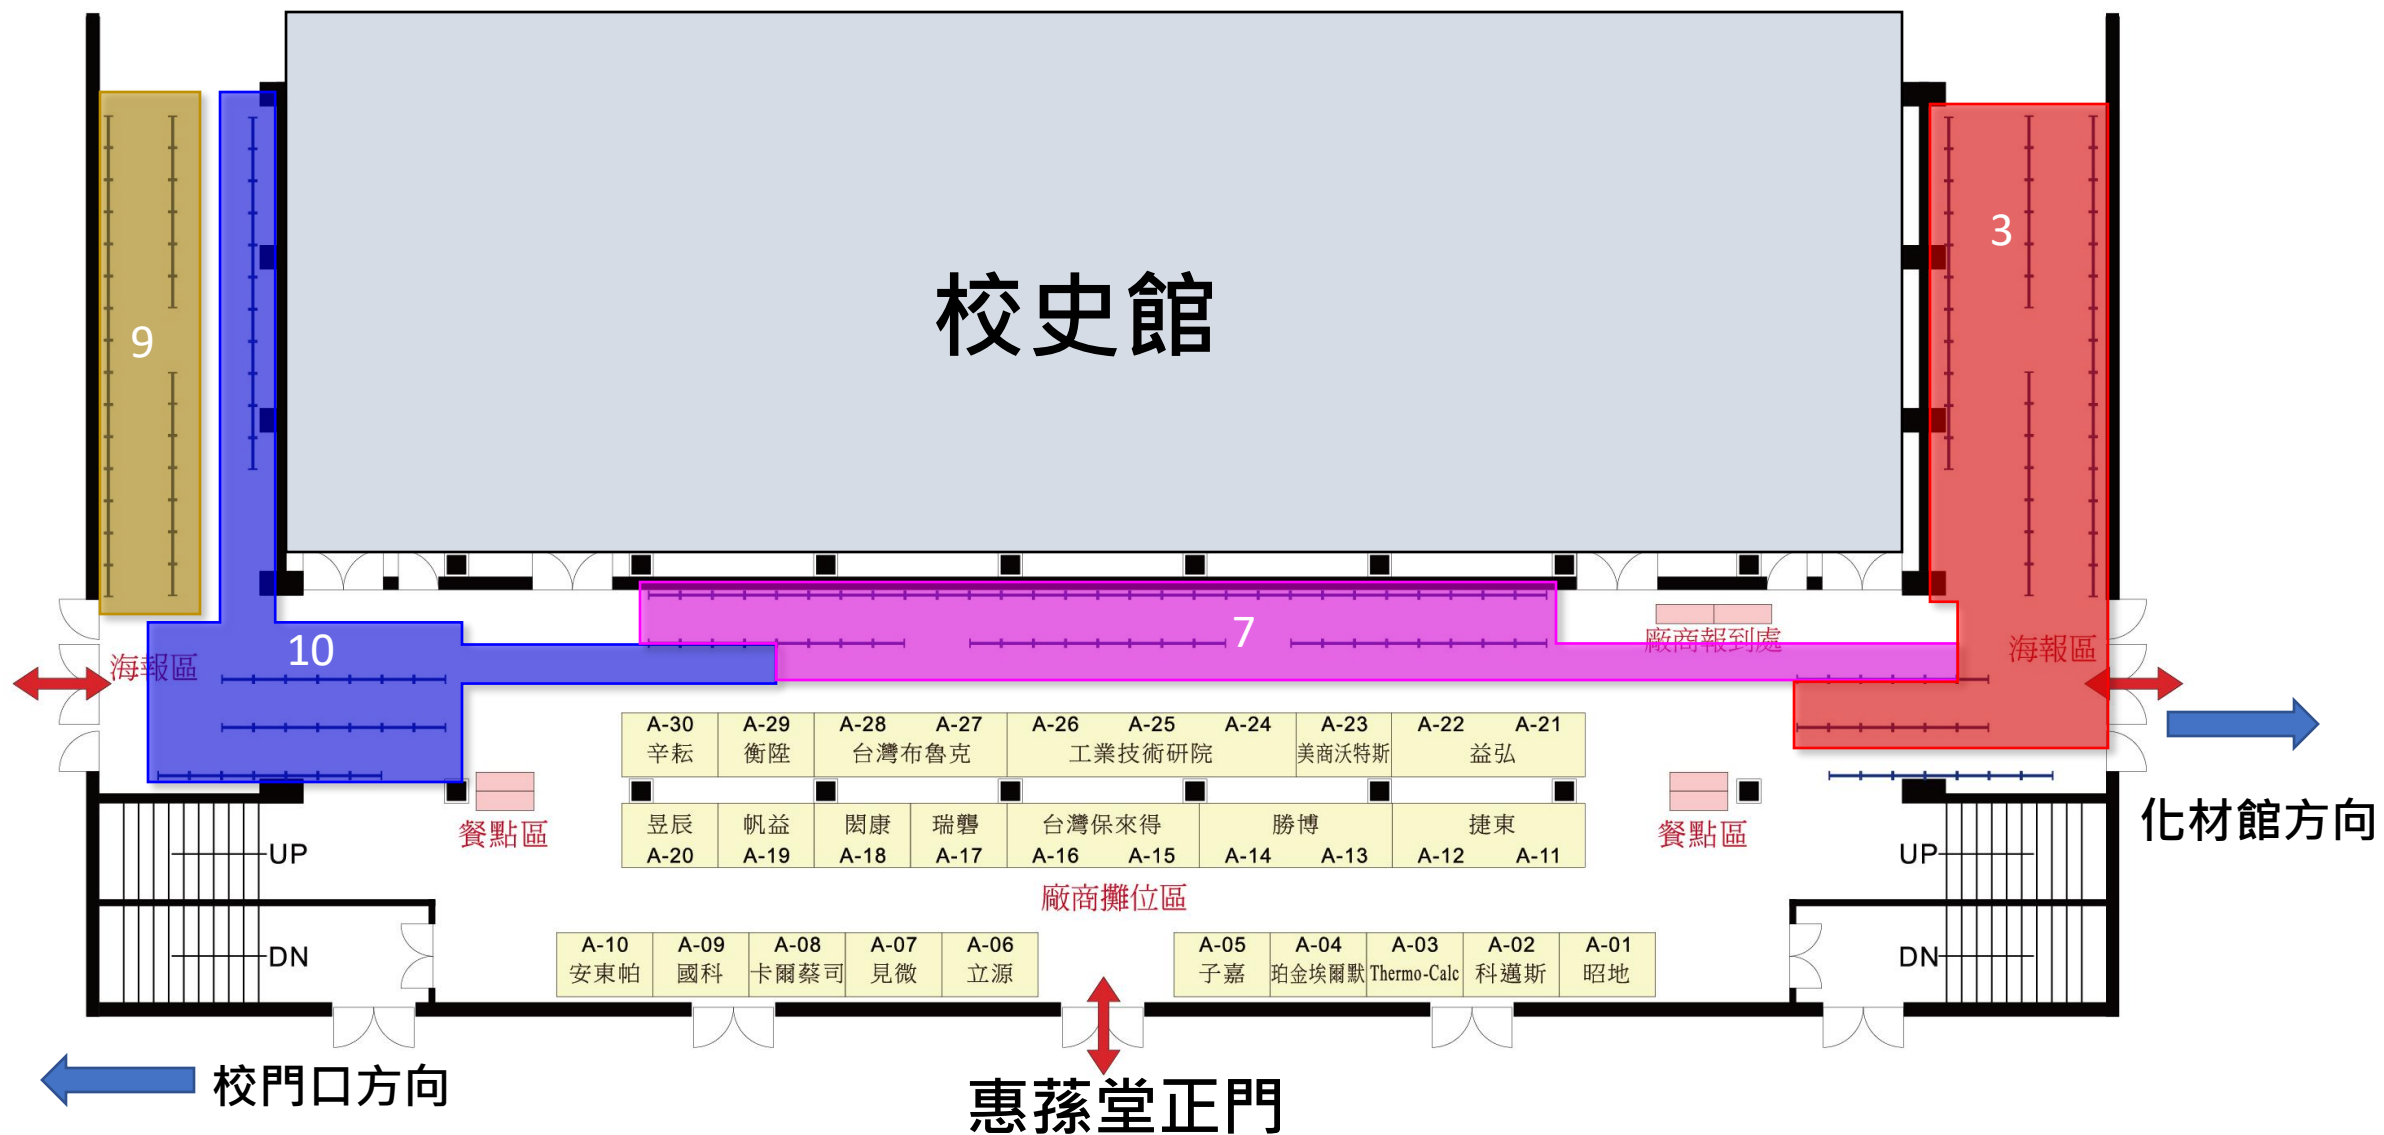 校史館
9
3
10
7
海報區
廠商報到處
海報區
A-30 A-29 A-28 A-27 A-26 A-25 A-24 A-23 A-22 A-21
辛耘 衡陞 台灣布魯克 工業技術研院 美商沃特斯 益弘
餐點區
餐點區
化材館方向
昱辰 帆益 閎康 瑞礱 台灣保來得 勝博 捷東
A-20 A-19 A-18 A-17 A-16 A-15 A-14 A-13 A-12 A-11
UP
UP
廠商攤位區
DN
DN
A-10 A-09 A-08 A-07 A-06 A-05 A-04 A-03 A-02 A-01
安東帕 國科 卡爾蔡司 見微 立源 子嘉 珀金埃爾默 Thermo-Calc 科邁斯 昭地
校門口方向
惠蓀堂正門